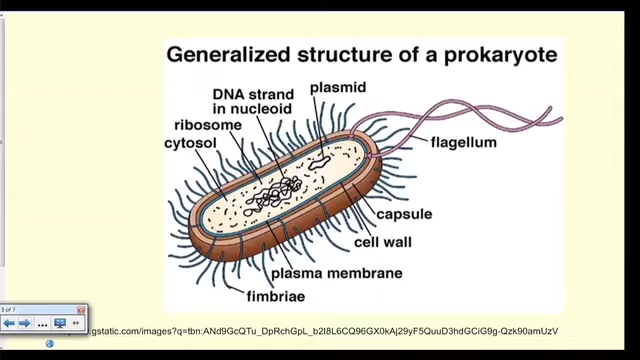 Generalized structure of a prokaryote
plasmid
DNA strand
in nucleoid
ribosome
cytosol
flagellum
capsule
cell wall
plasma membrane
fimbriae
3 of 7
gstatic.com/images?q=tbn:ANd9GcQTu_DpRchGpL_b2I8L6CQ96GX0kAj29yF5QuuD3hdGCiG9g-Qzk90amUzV